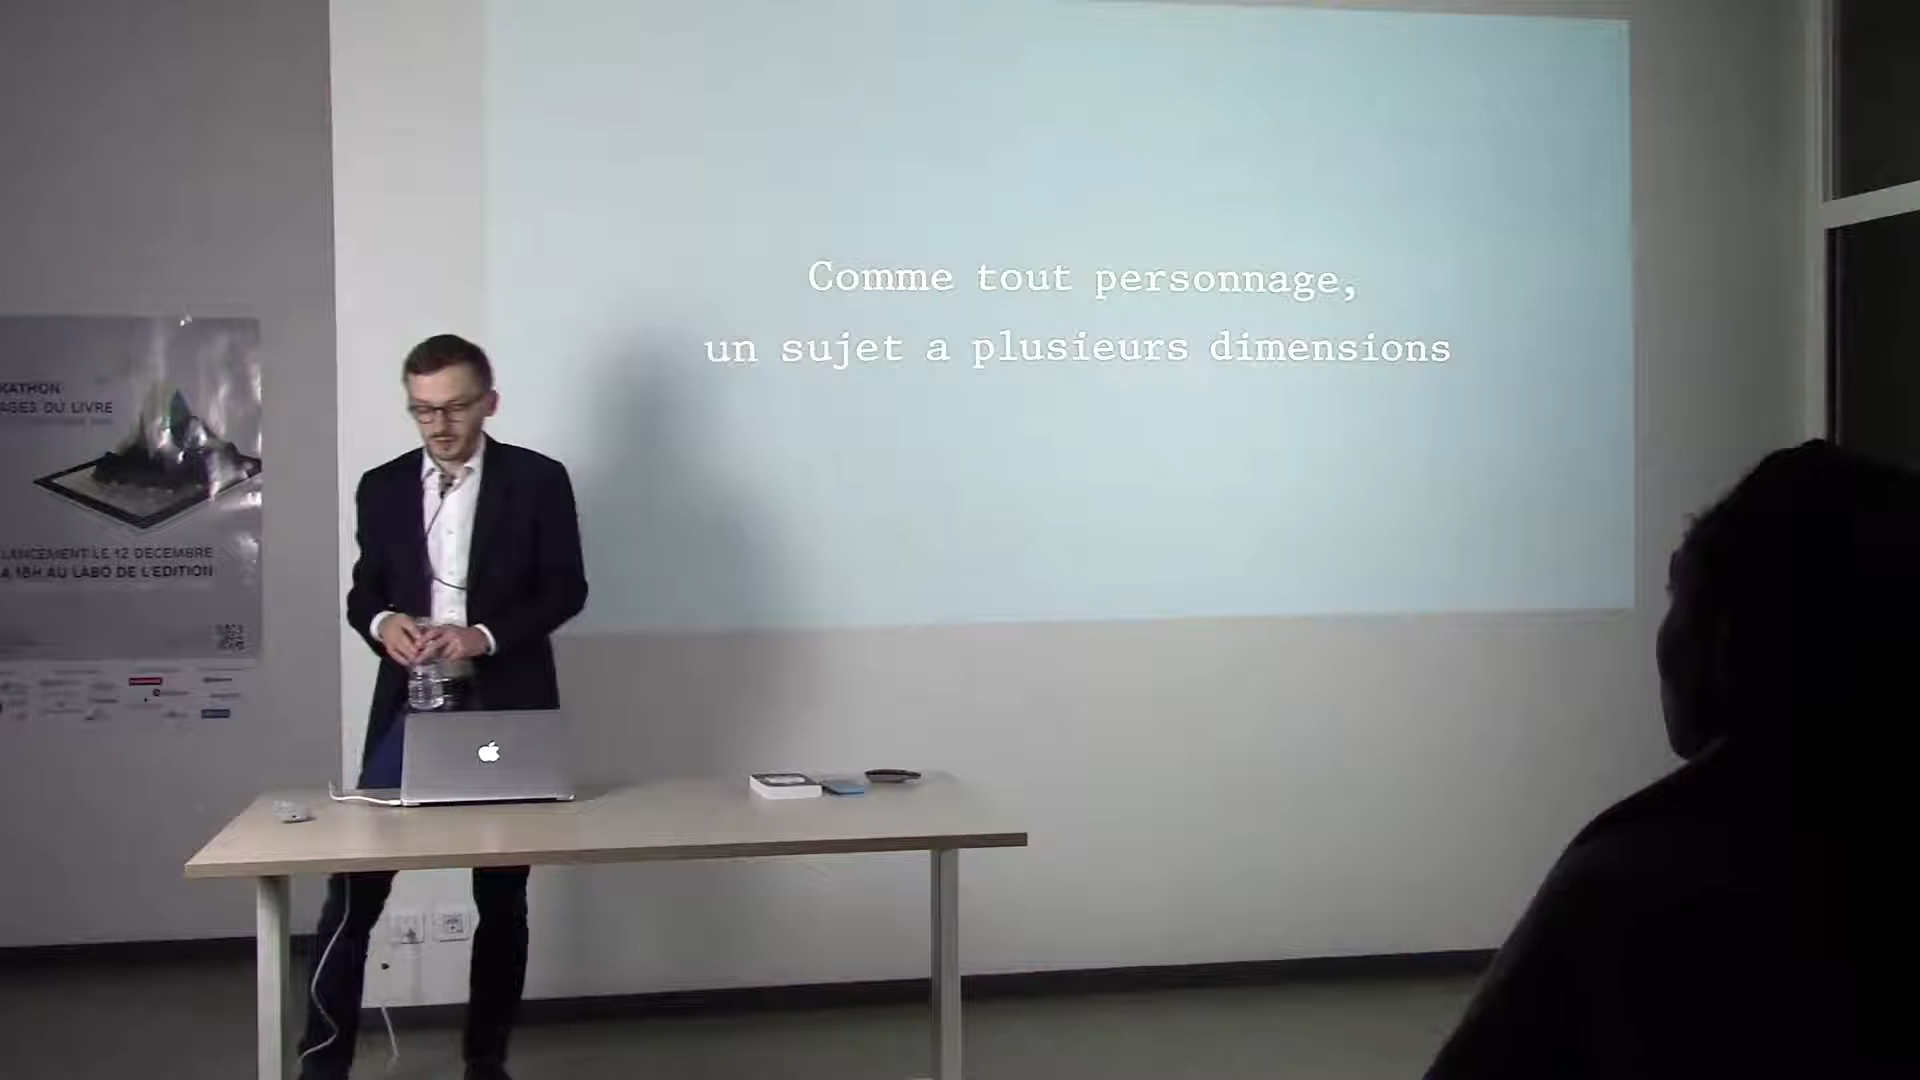 Comme tout personnage,
un sujet a plusieurs dimensions
KATHON
AGES DU LIVRE
LANCEMENT LE 12 DECEMBRE
A 18H AU LABO DE L'EDITION